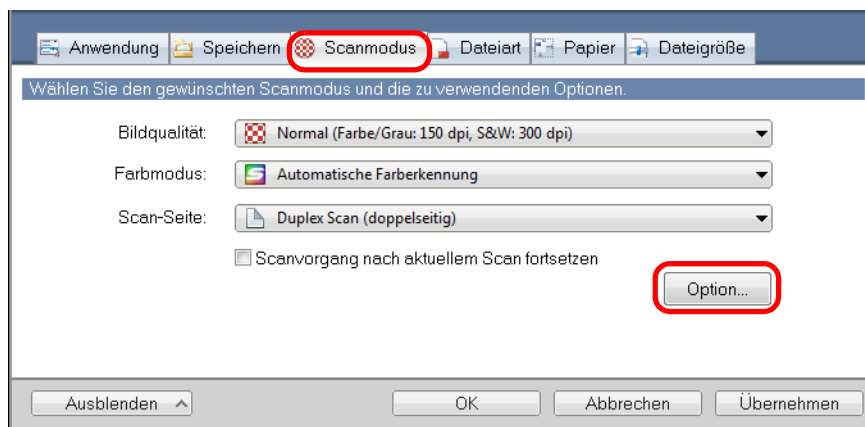 Anwendung Speichern Scanmodus Dateiart Papier Dateigröße
Wählen Sie den gewünschten Scanmodus und die zu verwendenden Optionen.
Bildqualität: Normal (Farbe/Grau: 150 dpi, S&W: 300 dpi)
Farbmodus: Automatische Farberkennung
Scan-Seite: Duplex Scan (doppelseitig)
Scanvorgang nach aktuellem Scan fortsetzen
Option...
Ausblenden OK Abbrechen Übernehmen